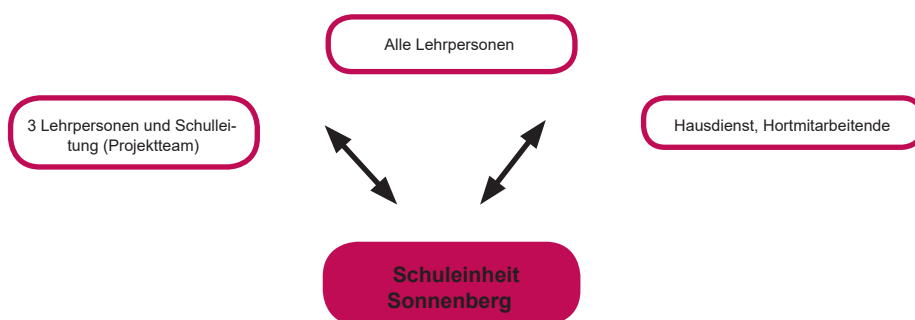 Alle Lehrpersonen
3 Lehrpersonen und Schullei-
tung (Projektteam)
Hausdienst, Hortmitarbeitende
Schuleinheit
Sonnenberg